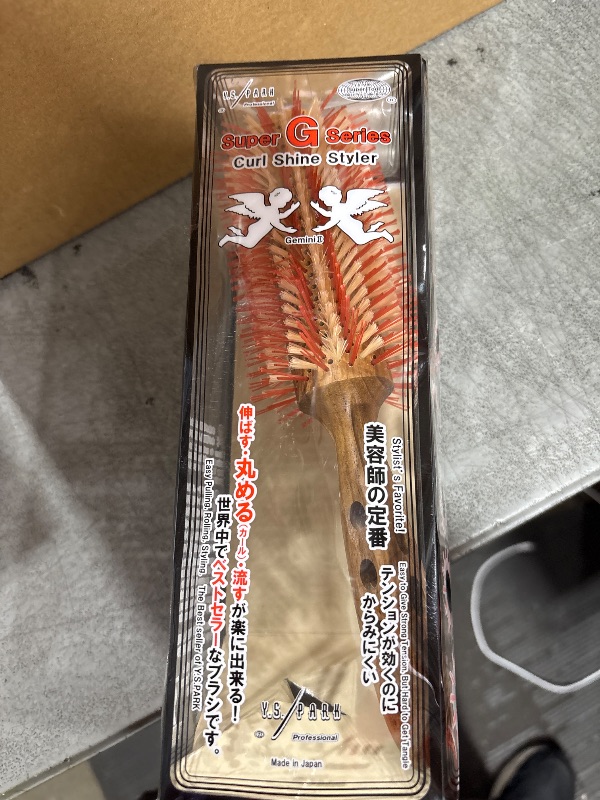 Y.S. PARK
Professional
Super G Series
Curl Shine Styler
Gemini II
Stylist's Favorite!
美容師の定番
Easy to Give Strong Tension, But Hard to Get Tangle
テンションが効くのに
からみにくい
伸ばす・丸める(カール)・流すが楽に出来る!
世界中でベストセラーなブラシです。
Easy Pulling, Rolling, Styling The Best seller of Y.S.PARK
Y.S. PARK
Professional
Made in Japan